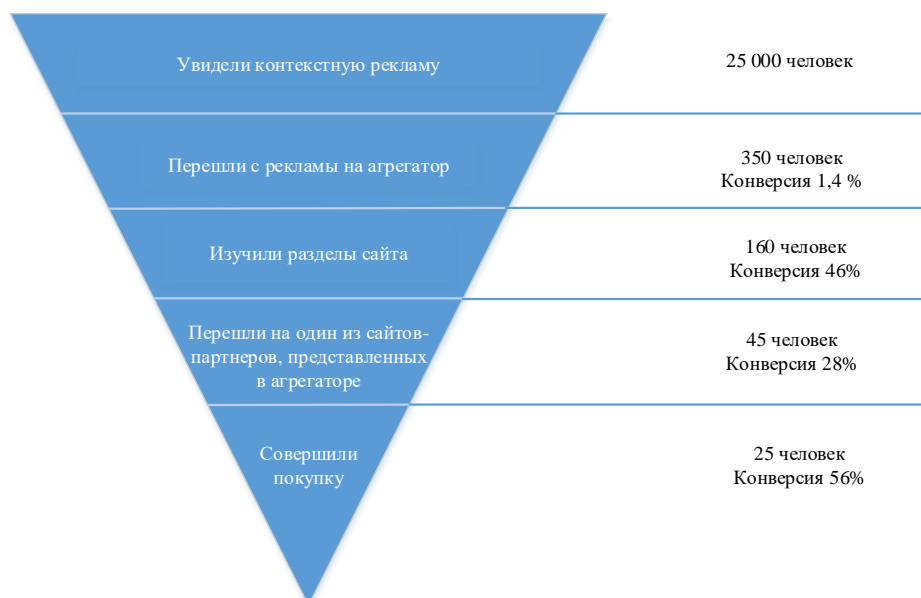 Увидели контекстную рекламу
25 000 человек
Перешли с рекламы на агрегатор
350 человек
Конверсия 1,4 %
Изучили разделы сайта
160 человек
Конверсия 46%
Перешли на один из сайтов-
партнеров, представленных
в агрегаторе
45 человек
Конверсия 28%
Совершили
покупку
25 человек
Конверсия 56%